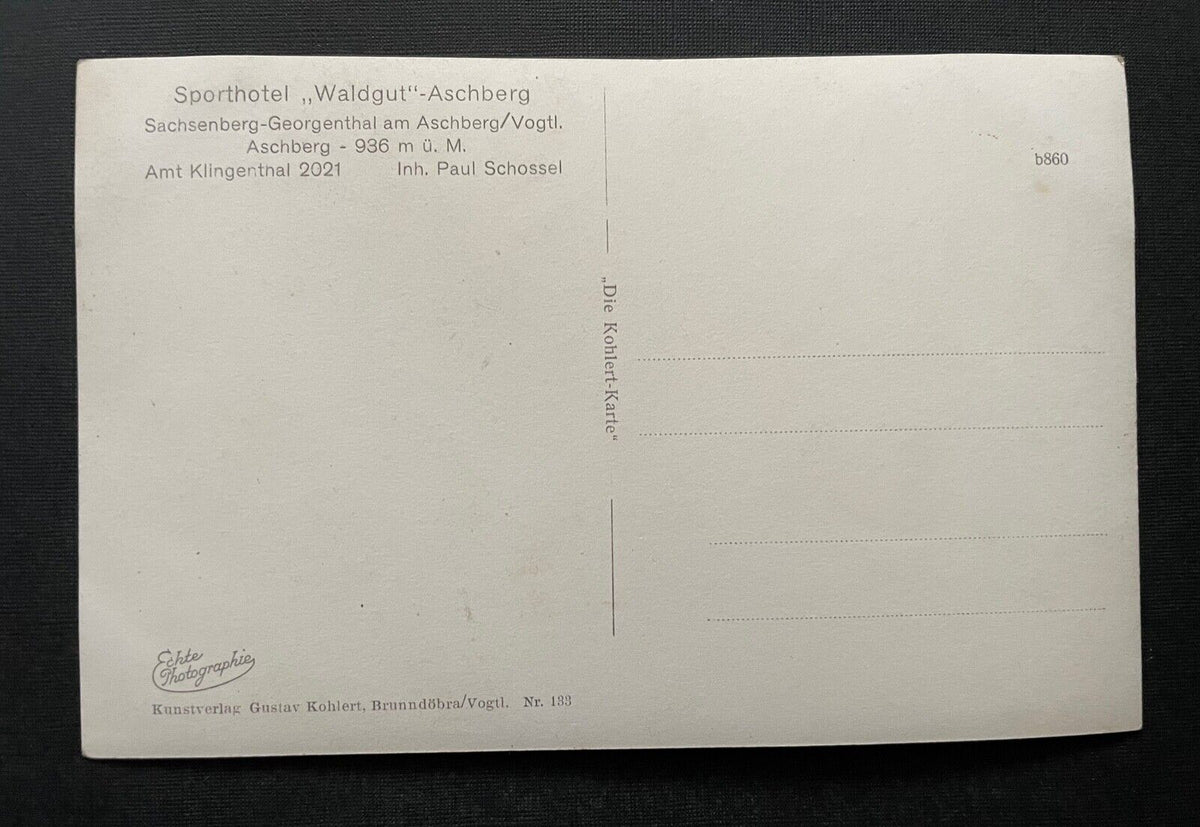 Sporthotel „Waldgut“-Aschberg
Sachsenberg-Georgenthal am Aschberg/Vogtl.
Aschberg - 936 m ü. M.
Amt Klingenthal 2021 Inh. Paul Schossel
b860
„Die Kohlert-Karte“
Echte
Photographie
Kunstverlag Gustav Kohlert, Brunndöbra/Vogtl. Nr. 133